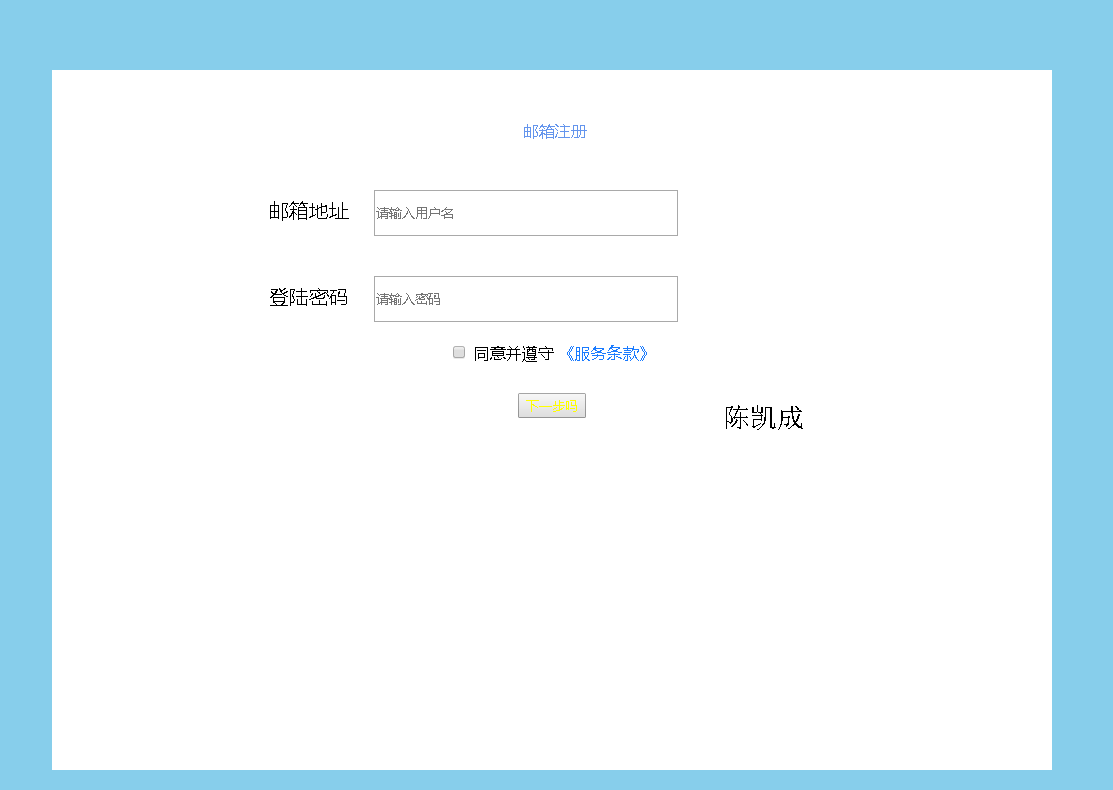 邮箱注册
邮箱地址 请输入用户名
登陆密码 请输入密码
同意并遵守 《服务条款》
下一
陈凯成